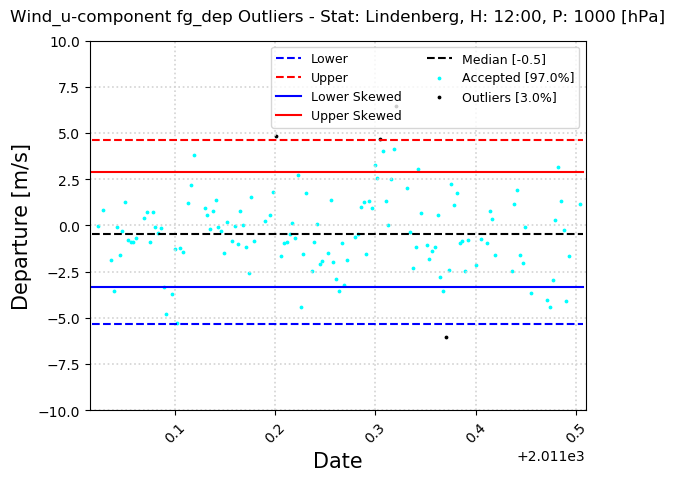 Wind_u-component fg_dep Outliers - Stat: Lindenberg, H: 12:00, P: 1000 [hPa]
Lower
Upper
Lower Skewed
Upper Skewed
Median [-0.5]
Accepted [97.0%]
Outliers [3.0%]
Departure [m/s]
10.0
7.5
5.0
2.5
0.0
−2.5
−5.0
−7.5
−10.0
0.1
0.2
0.3
0.4
0.5
+2.011e3
Date